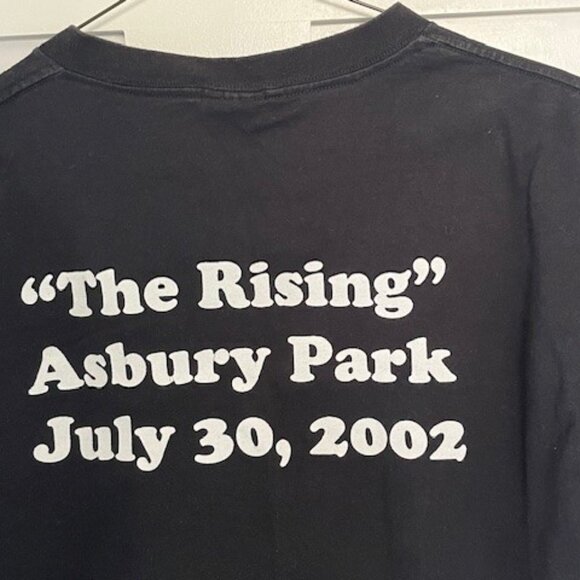 “The Rising”
Asbury Park
July 30, 2002